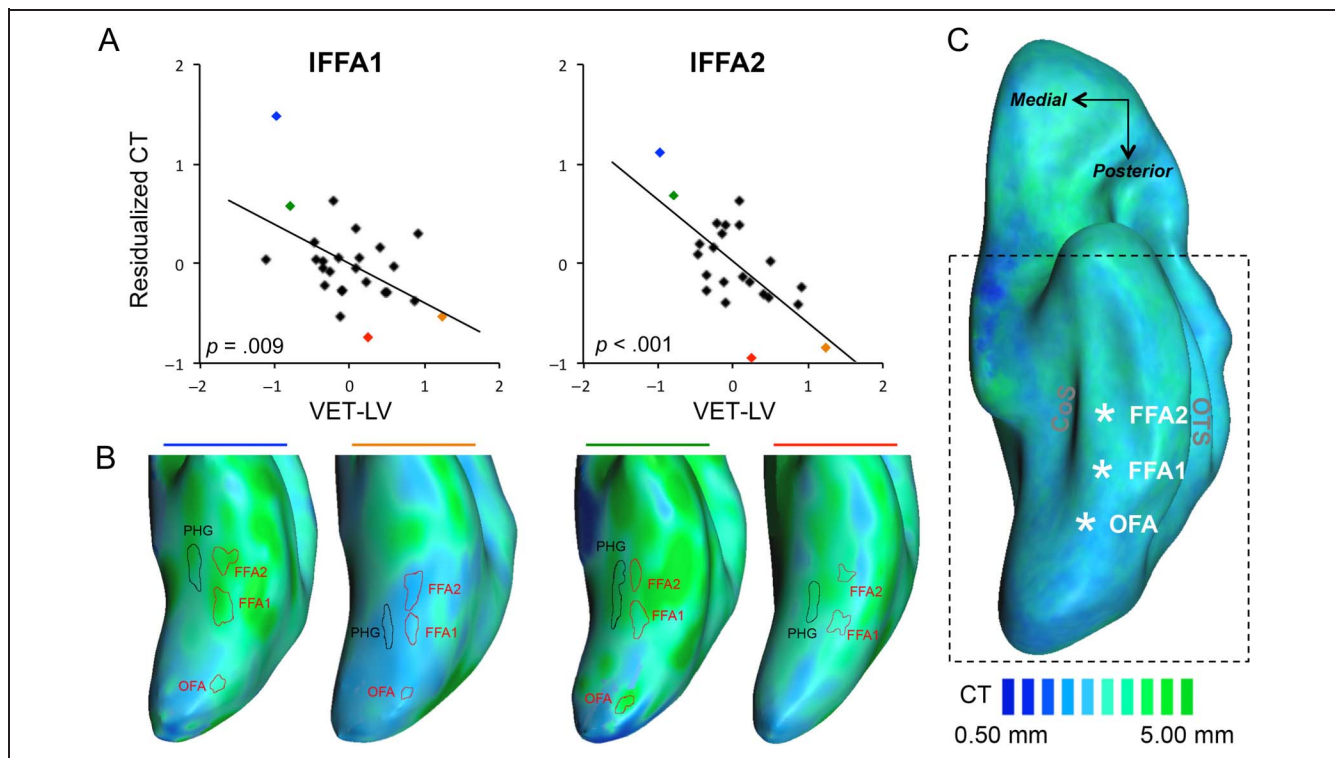 A
lFFA1
lFFA2
Residualized CT
2
1
0
−1
p = .009
−2 −1 0 1 2
VET-LV
2
1
0
−1
p < .001
−2 −1 0 1 2
VET-LV
B
PHG
FFA2
FFA1
OFA
PHG
FFA2
FFA1
OFA
PHG
FFA2
FFA1
OFA
PHG
FFA2
FFA1
C
Medial
Posterior
CoS
OTS
* FFA2
* FFA1
* OFA
CT
0.50 mm 5.00 mm